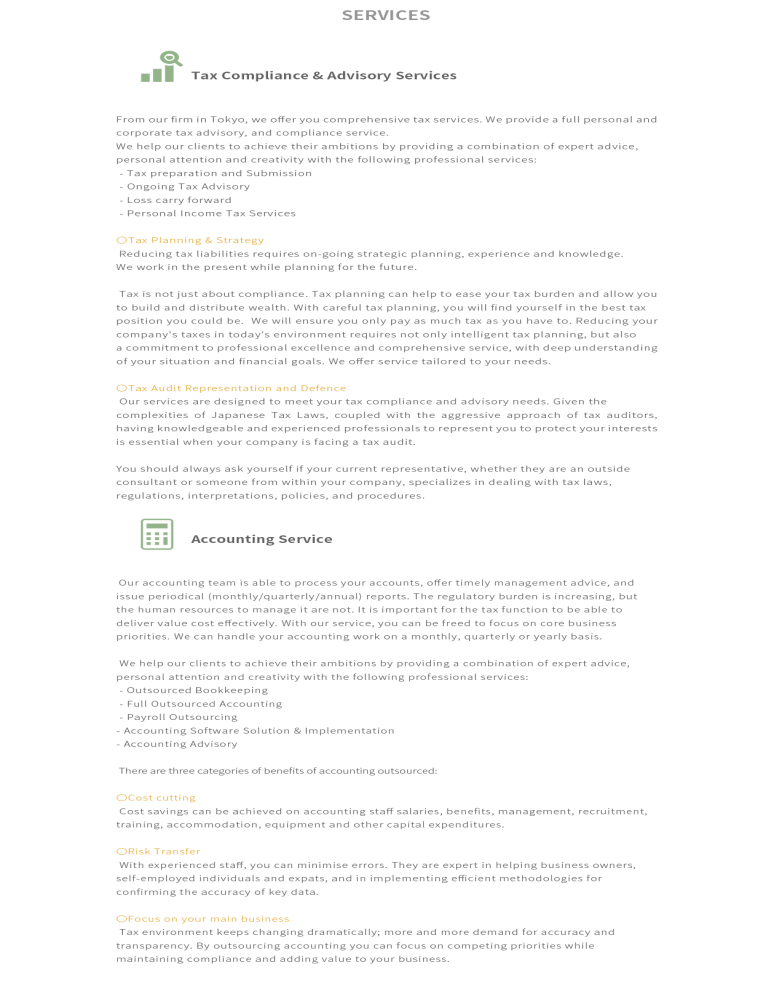 SERVICES
Tax Compliance & Advisory Services
From our firm in Tokyo, we offer you comprehensive tax services. We provide a full personal and
corporate tax advisory, and compliance service.
We help our clients to achieve their ambitions by providing a combination of expert advice,
personal attention and creativity with the following professional services:
- Tax preparation and Submission
- Ongoing Tax Advisory
- Loss carry forward
- Personal Income Tax Services
〇Tax Planning & Strategy
Reducing tax liabilities requires on-going strategic planning, experience and knowledge.
We work in the present while planning for the future.
Tax is not just about compliance. Tax planning can help to ease your tax burden and allow you
to build and distribute wealth. With careful tax planning, you will find yourself in the best tax
position you could be. We will ensure you only pay as much tax as you have to. Reducing your
company's taxes in today's environment requires not only intelligent tax planning, but also
a commitment to professional excellence and comprehensive service, with deep understanding
of your situation and financial goals. We offer service tailored to your needs.
〇Tax Audit Representation and Defence
Our services are designed to meet your tax compliance and advisory needs. Given the
complexities of Japanese Tax Laws, coupled with the aggressive approach of tax auditors,
having knowledgeable and experienced professionals to represent you to protect your interests
is essential when your company is facing a tax audit.
You should always ask yourself if your current representative, whether they are an outside
consultant or someone from within your company, specializes in dealing with tax laws,
regulations, interpretations, policies, and procedures.
Accounting Service
Our accounting team is able to process your accounts, offer timely management advice, and
issue periodical (monthly/quarterly/annual) reports. The regulatory burden is increasing, but
the human resources to manage it are not. It is important for the tax function to be able to
deliver value cost effectively. With our service, you can be freed to focus on core business
priorities. We can handle your accounting work on a monthly, quarterly or yearly basis.
We help our clients to achieve their ambitions by providing a combination of expert advice,
personal attention and creativity with the following professional services:
- Outsourced Bookkeeping
- Full Outsourced Accounting
- Payroll Outsourcing
- Accounting Software Solution & Implementation
- Accounting Advisory
There are three categories of benefits of accounting outsourced:
〇Cost cutting
Cost savings can be achieved on accounting staff salaries, benefits, management, recruitment,
training, accommodation, equipment and other capital expenditures.
〇Risk Transfer
With experienced staff, you can minimise errors. They are expert in helping business owners,
self-employed individuals and expats, and in implementing efficient methodologies for
confirming the accuracy of key data.
〇Focus on your main business
Tax environment keeps changing dramatically; more and more demand for accuracy and
transparency. By outsourcing accounting you can focus on competing priorities while
maintaining compliance and adding value to your business.